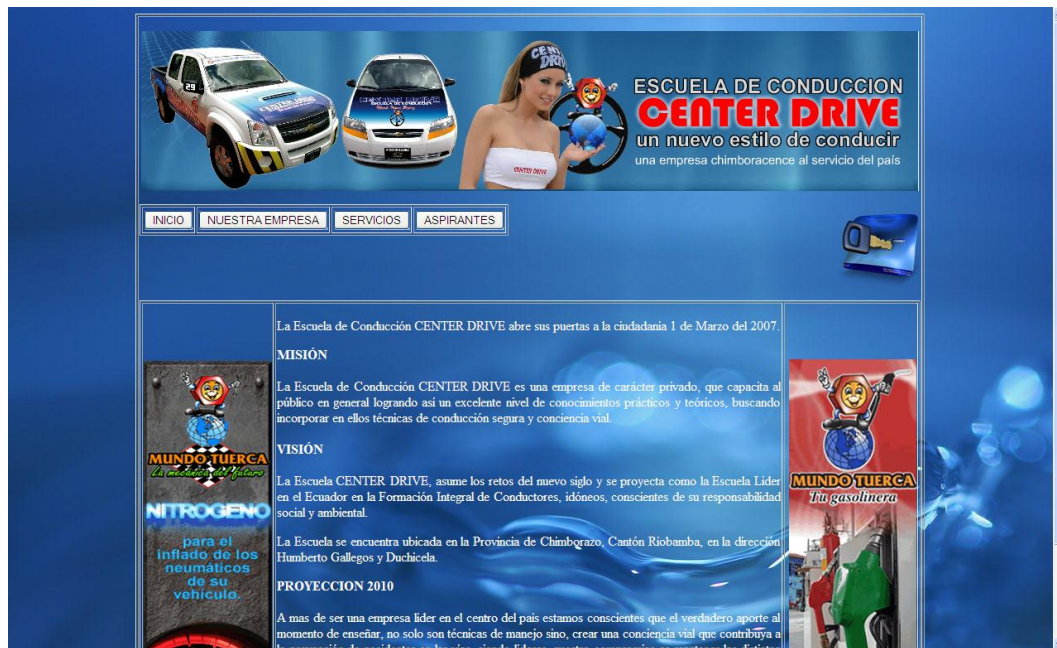 ESCUELA DE CONDUCCION
CENTER DRIVE
un nuevo estilo de conducir
una empresa chimboracence al servicio del país
CENTER DRIVE
CENTER DRIVE
29
INICIO
NUESTRA EMPRESA
SERVICIOS
ASPIRANTES
MUNDO TUERCA
La mecánica del futuro
NITROGENO
para el
inflado de los
neumáticos
de su
vehículo.
La Escuela de Conducción CENTER DRIVE abre sus puertas a la ciudadania 1 de Marzo del 2007.
MISIÓN
La Escuela de Conducción CENTER DRIVE es una empresa de carácter privado, que capacita al
público en general logrando así un excelente nivel de conocimientos prácticos y teóricos, buscando
incorporar en ellos técnicas de conducción segura y conciencia vial.
VISIÓN
La Escuela CENTER DRIVE, asume los retos del nuevo siglo y se proyecta como la Escuela Lider
en el Ecuador en la Formación Integral de Conductores, idóneos, conscientes de su responsabilidad
social y ambiental.
La Escuela se encuentra ubicada en la Provincia de Chimborazo, Cantón Riobamba, en la dirección
Humberto Gallegos y Duchicela.
PROYECCION 2010
A mas de ser una empresa lider en el centro del pais estamos conscientes que el verdadero aporte al
momento de enseñar, no solo son técnicas de manejo sino, crear una conciencia vial que contribuya a
MUNDO TUERCA
Tu gasolinera